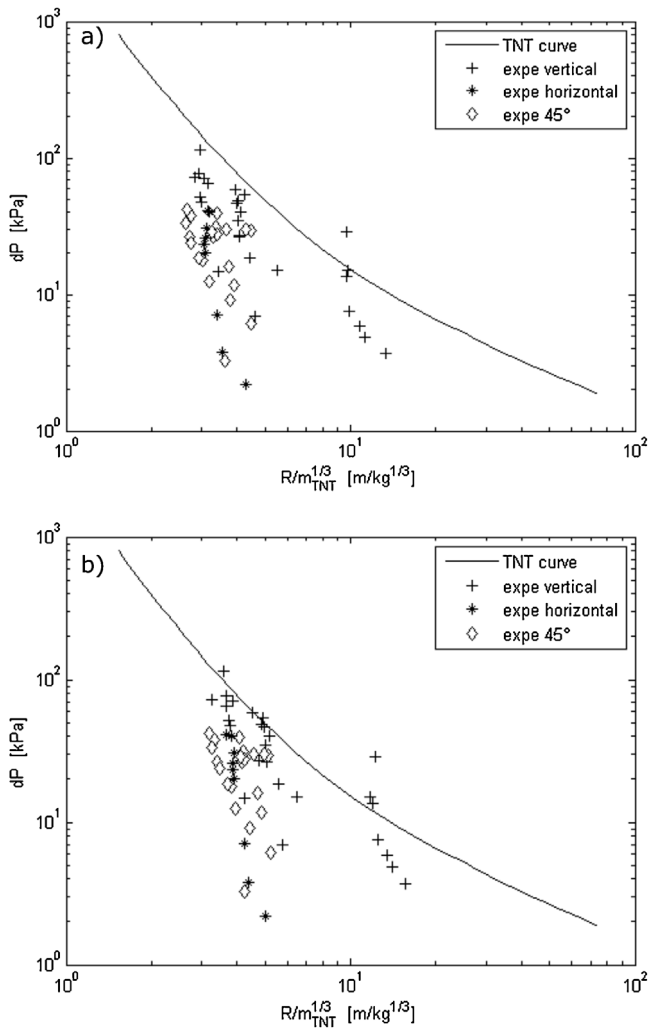 a)
10³
10²
10¹
10⁰
dP [kPa]
TNT curve
expe vertical
expe horizontal
expe 45°
10⁰ 10¹ 10²
R/m_TNT^1/3 [m/kg^1/3]
b)
10³
10²
10¹
10⁰
dP [kPa]
TNT curve
expe vertical
expe horizontal
expe 45°
10⁰ 10¹ 10²
R/m_TNT^1/3 [m/kg^1/3]